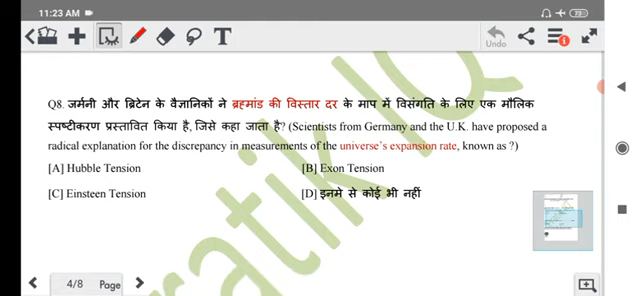 11:23 AM
73
Undo
Q8. जर्मनी और ब्रिटेन के वैज्ञानिकों ने ब्रह्मांड की विस्तार दर के माप में विसंगति के लिए एक मौलिक
स्पष्टीकरण प्रस्तावित किया है, जिसे कहा जाता है? (Scientists from Germany and the U.K. have proposed a
radical explanation for the discrepancy in measurements of the universe's expansion rate, known as ?)
[A] Hubble Tension [B] Exon Tension
[C] Einsteen Tension [D] इनमे से कोई भी नहीं
4/8 Page